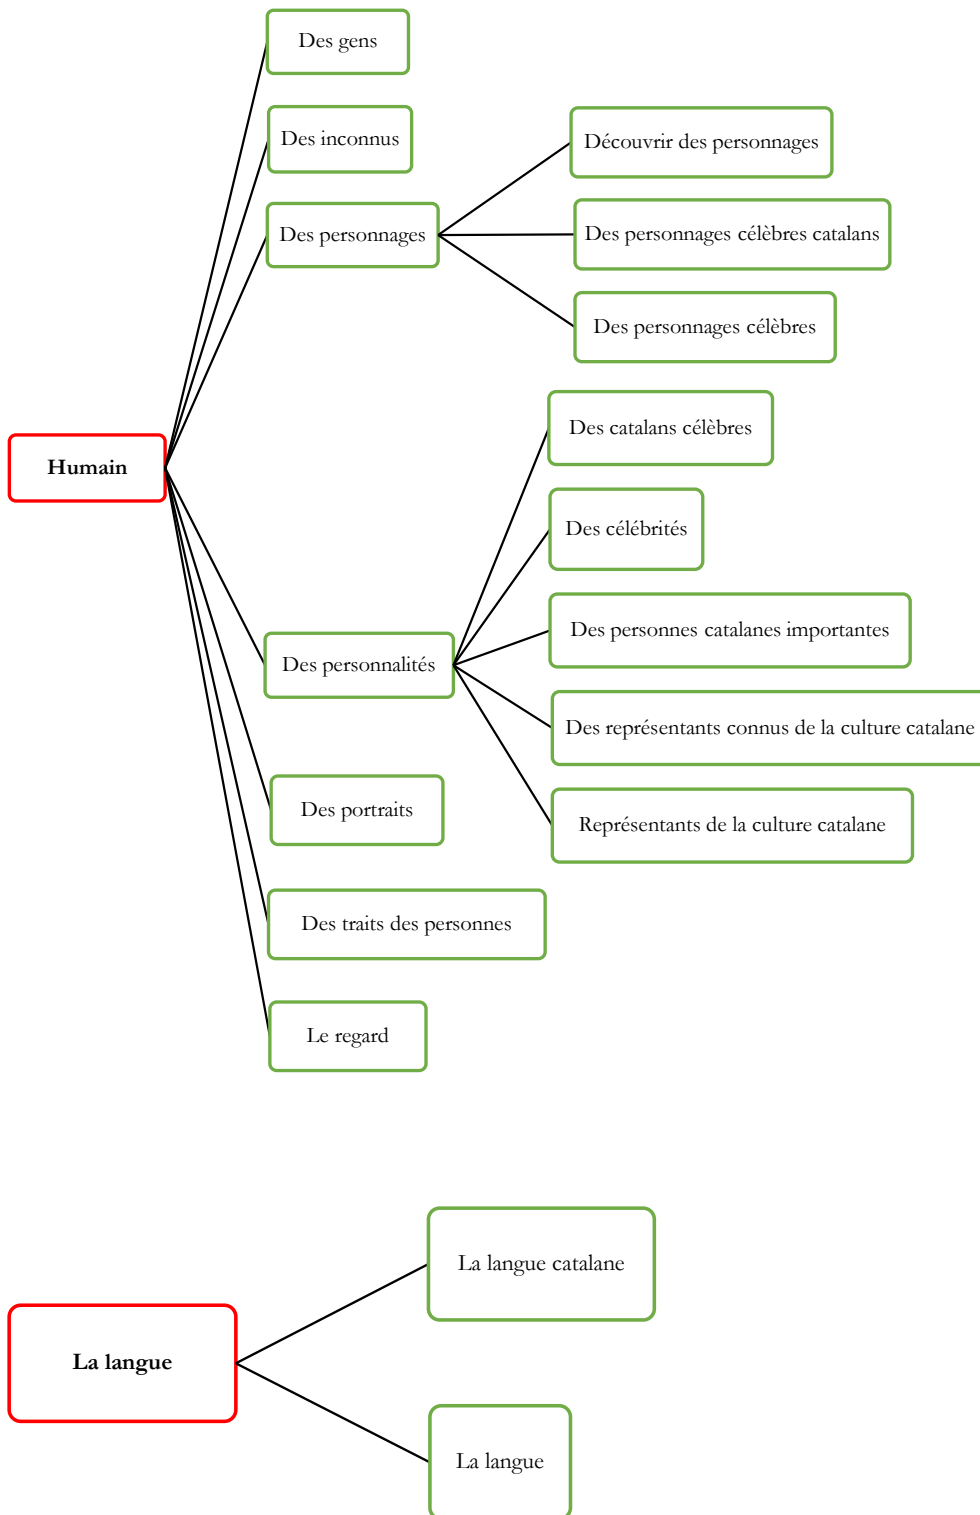 Des gens
Des inconnus
Des personnages
Découvrir des personnages
Des personnages célèbres catalans
Des personnages célèbres
Humain
Des personnalités
Des catalans célèbres
Des célébrités
Des personnes catalanes importantes
Des représentants connus de la culture catalane
Représentants de la culture catalane
Des portraits
Des traits des personnes
Le regard
La langue
La langue catalane
La langue